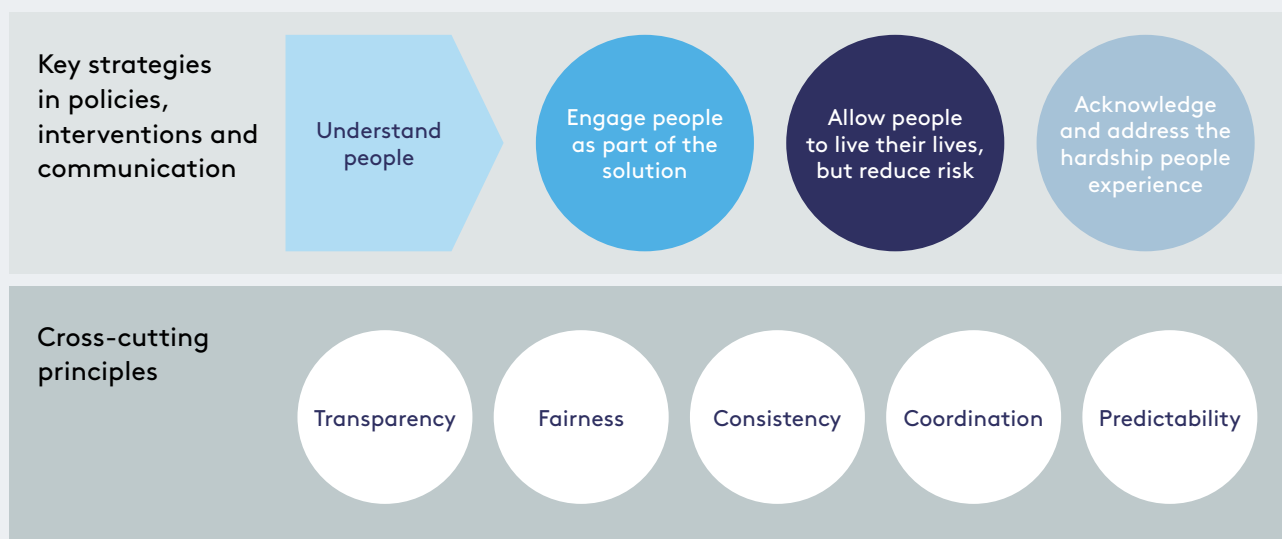 Key strategies
in policies,
interventions and
communication
Understand
people
Engage people
as part of the
solution
Allow people
to live their lives,
but reduce risk
Acknowledge
and address the
hardship people
experience
Cross-cutting
principles
Transparency
Fairness
Consistency
Coordination
Predictability